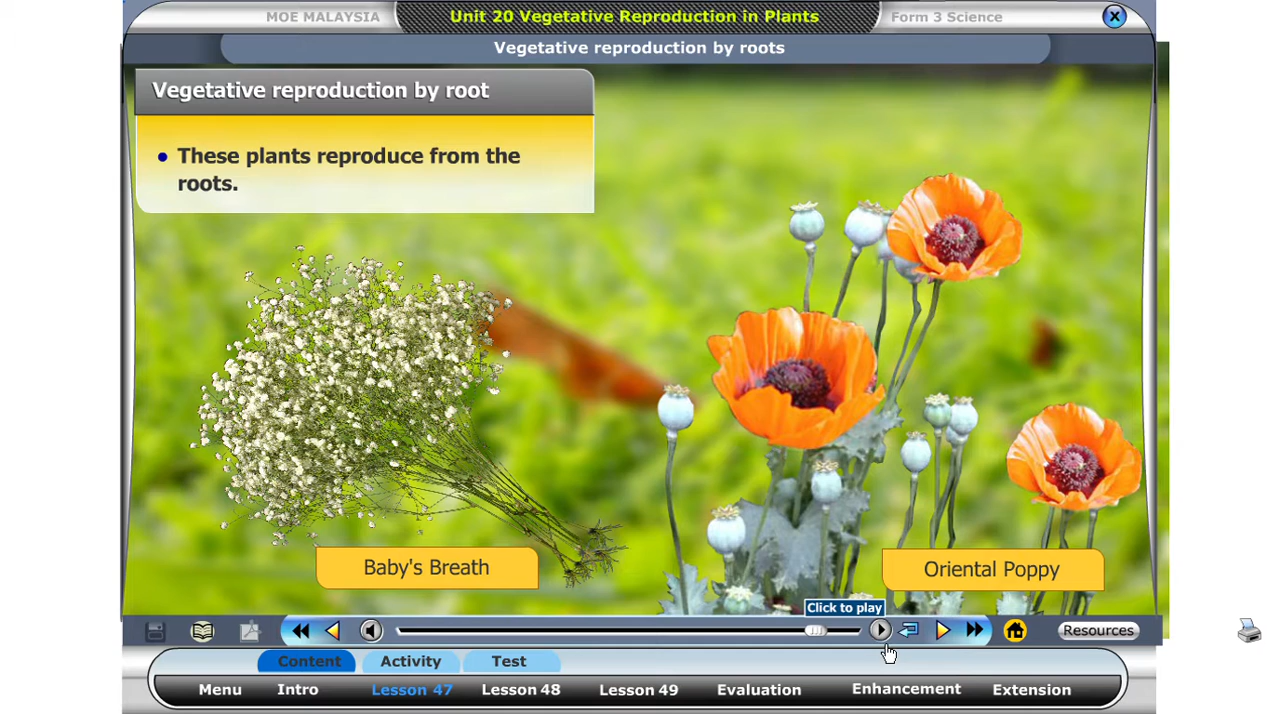 MOE MALAYSIA
Unit 20 Vegetative Reproduction in Plants
Form 3 Science
X
Vegetative reproduction by roots
Vegetative reproduction by root
• These plants reproduce from the
roots.
Baby's Breath
Oriental Poppy
Click to play
Resources
Content
Activity
Test
Menu
Intro
Lesson 47
Lesson 48
Lesson 49
Evaluation
Enhancement
Extension